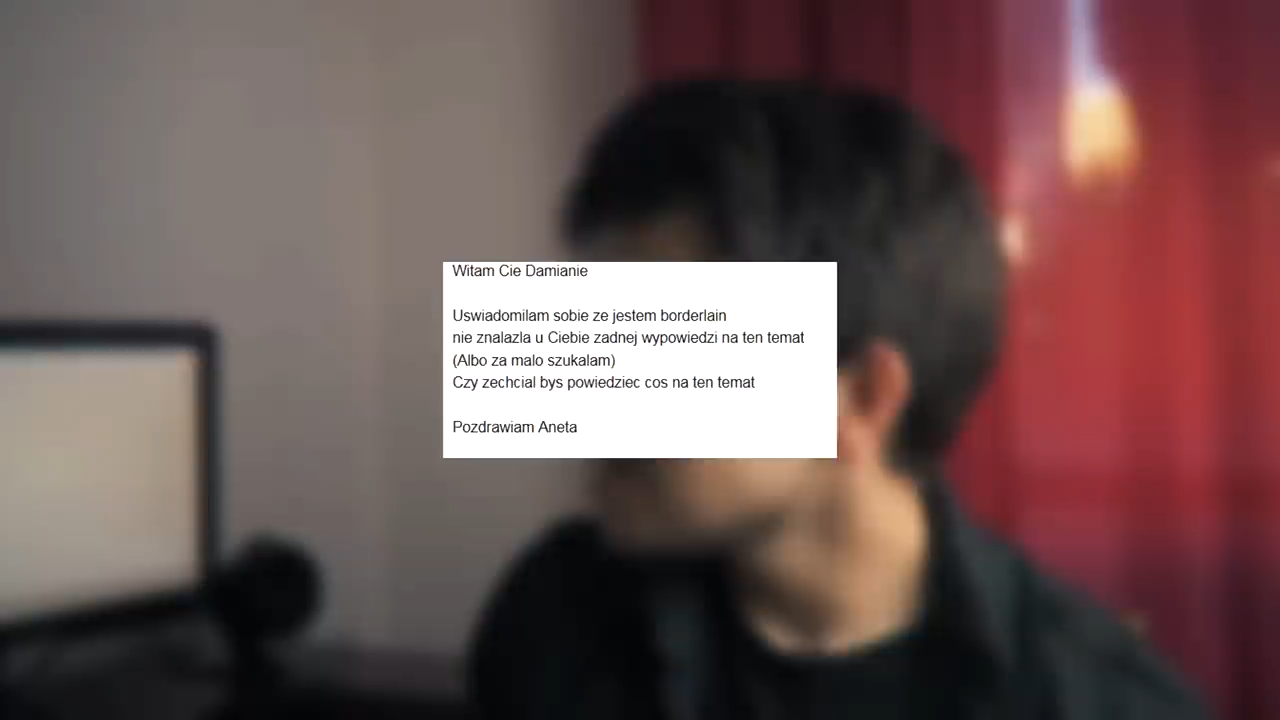 Witam Cie Damianie
Uswiadomilam sobie ze jestem borderlain
nie znalazla u Ciebie zadnej wypowiedzi na ten temat
(Albo za malo szukalam)
Czy zechcial bys powiedziec cos na ten temat
Pozdrawiam Aneta